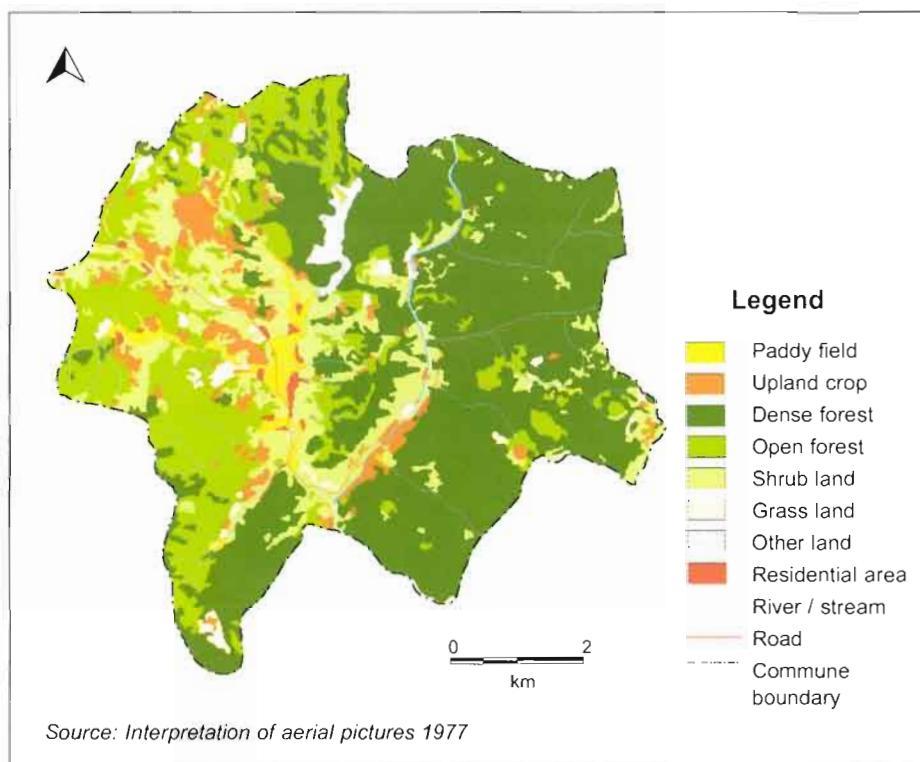 Legend
Paddy field
Upland crop
Dense forest
Open forest
Shrub land
Grass land
Other land
Residential area
River / stream
Road
Commune
boundary
0 2
km
Source: Interpretation of aerial pictures 1977